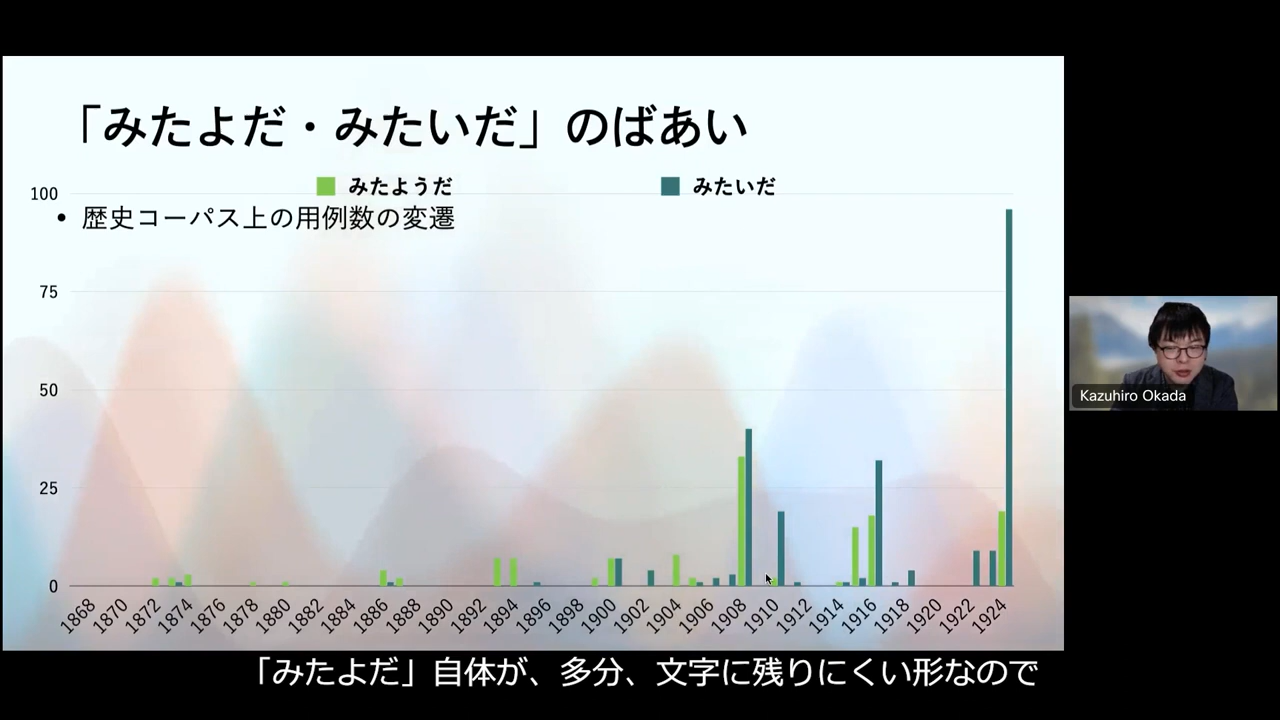 「みたよだ・みたいだ」のばあい
みたようだ
みたいだ
100
• 歴史コーパス上の用例数の変遷
75
50
25
0
1868 1870 1872 1874 1876 1878 1880 1882 1884 1886 1888 1890 1892 1894 1896 1898 1900 1902 1904 1906 1908 1910 1912 1914 1916 1918 1920 1922 1924
Kazuhiro Okada
「みたよだ」自体が、多分、文字に残りにくい形なので